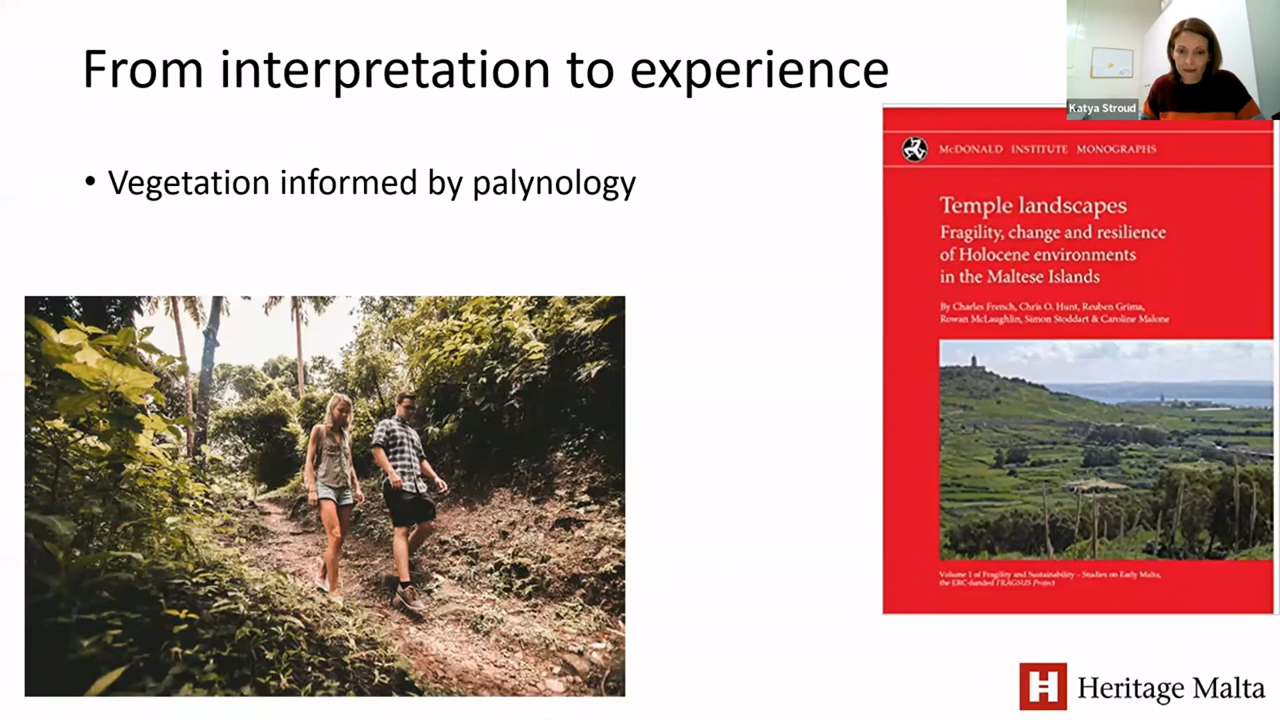 From interpretation to experience
Katya Stroud
• Vegetation informed by palynology
McDONALD INSTITUTE MONOGRAPHS
Temple landscapes
Fragility, change and resilience
of Holocene environments
in the Maltese Islands
By Charles French, Chris O. Hunt, Reuben Grima,
Rowan McLaughlin, Simon Stoddart & Caroline Malone
Volume 1 of Fragility and Sustainability – Studies on Early Malta,
the ERC-funded FRAGSUS Project
Heritage Malta